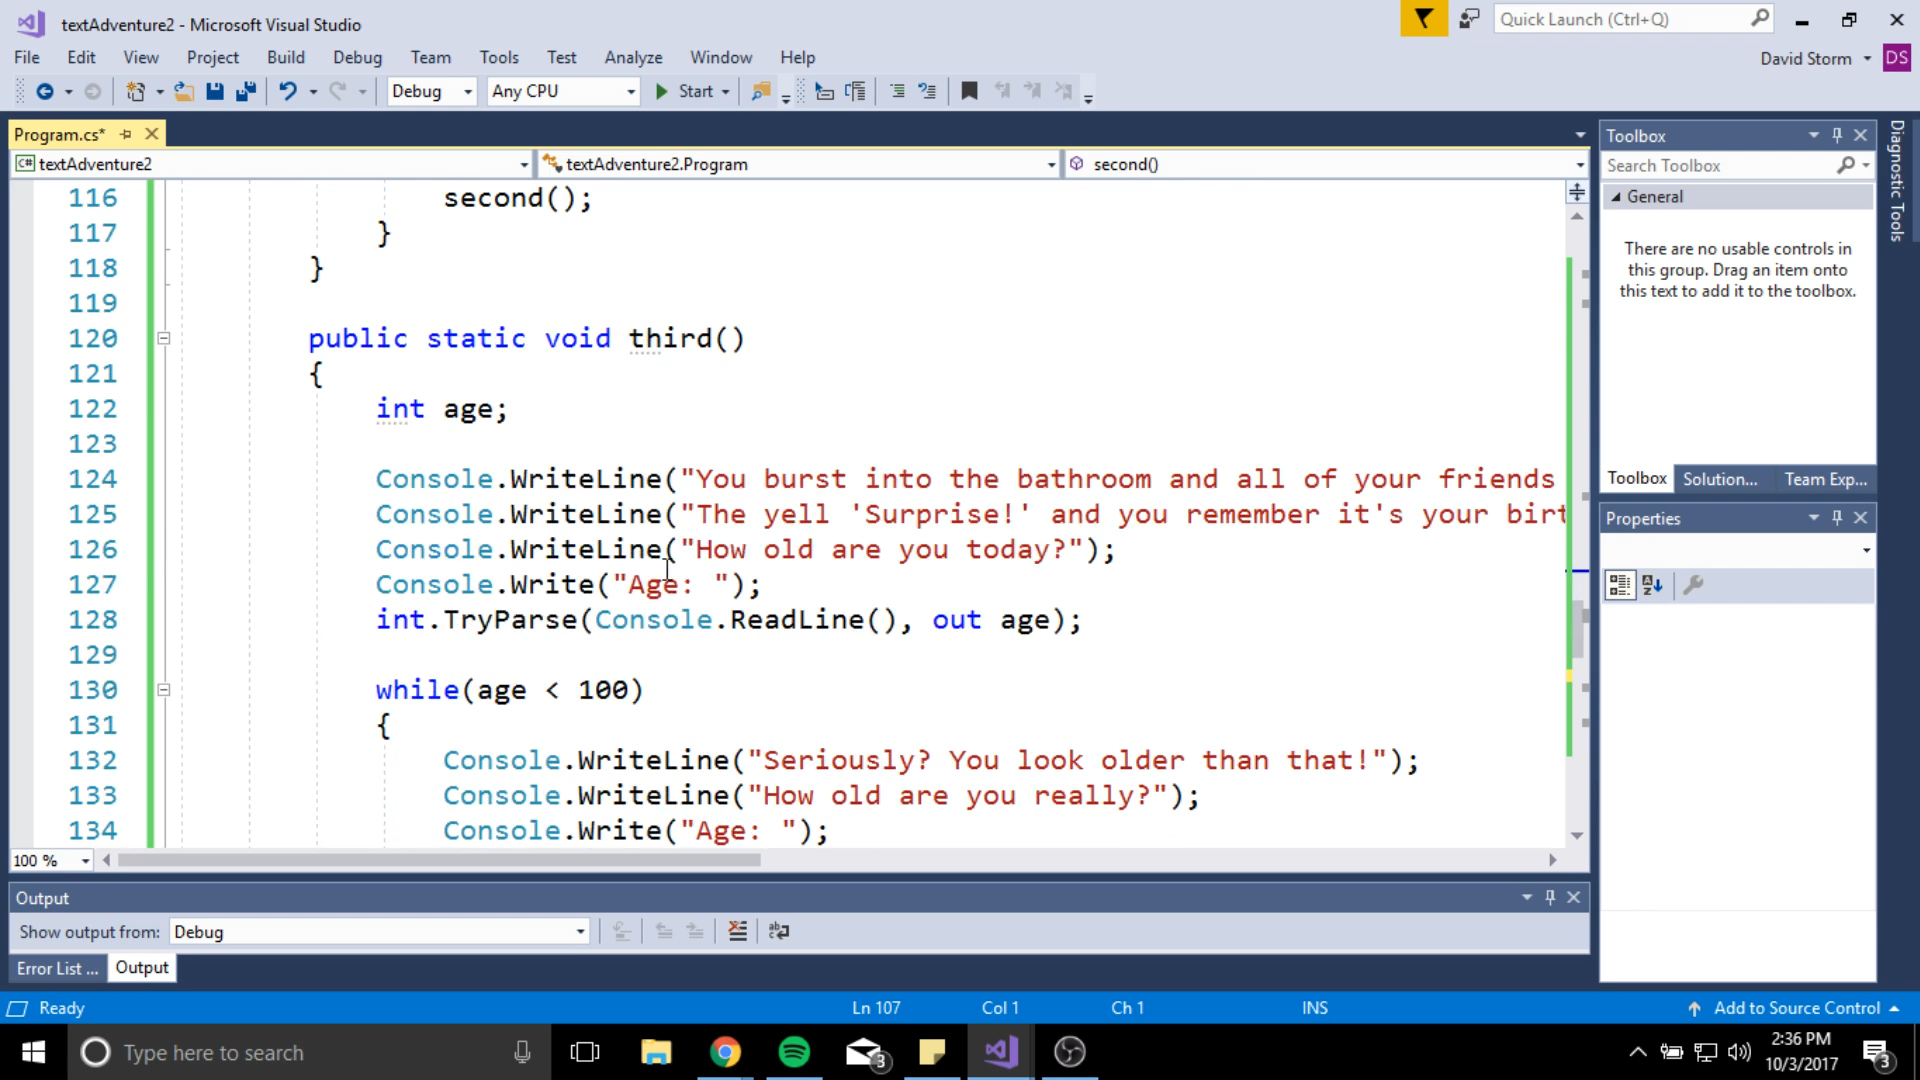 textAdventure2 - Microsoft Visual Studio
Quick Launch (Ctrl+Q)
File Edit View Project Build Debug Team Tools Test Analyze Window Help
David Storm DS
Debug Any CPU Start
Program.cs*
textAdventure2 textAdventure2.Program second()
116 second();
117 }
118 }
119
120 public static void third()
121 {
122 int age;
123
124 Console.WriteLine("You burst into the bathroom and all of your friends
125 Console.WriteLine("The yell 'Surprise!' and you remember it's your birt
126 Console.WriteLine("How old are you today?");
127 Console.Write("Age: ");
128 int.TryParse(Console.ReadLine(), out age);
129
130 while(age < 100)
131 {
132 Console.WriteLine("Seriously? You look older than that!");
133 Console.WriteLine("How old are you really?");
134 Console.Write("Age: ");
100 %
Toolbox
Search Toolbox
General
There are no usable controls in
this group. Drag an item onto
this text to add it to the toolbox.
Toolbox Solution... Team Exp...
Properties
Diagnostic Tools
Output
Show output from: Debug
Error List ... Output
Ready Ln 107 Col 1 Ch 1 INS Add to Source Control
Type here to search
3
2:36 PM
10/3/2017
3